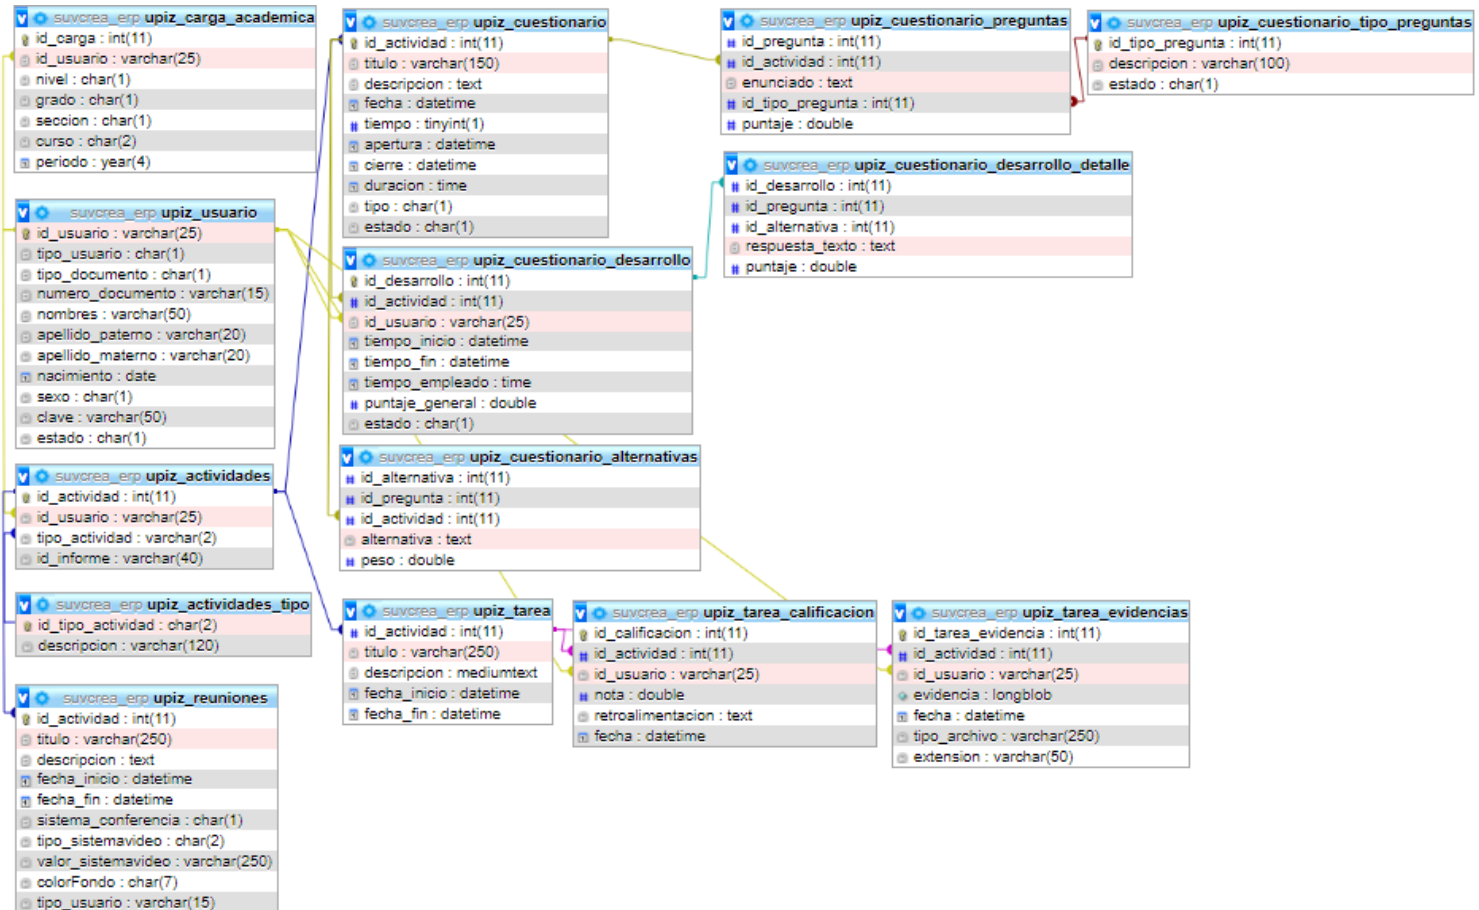 suvcrea_erp upiz_carga_academica
id_carga : int(11)
id_usuario : varchar(25)
nivel : char(1)
grado : char(1)
seccion : char(1)
curso : char(2)
periodo : year(4)
suvcrea_erp upiz_usuario
id_usuario : varchar(25)
tipo_usuario : char(1)
tipo_documento : char(1)
numero_documento : varchar(15)
nombres : varchar(50)
apellido_paterno : varchar(20)
apellido_materno : varchar(20)
nacimiento : date
sexo : char(1)
clave : varchar(50)
estado : char(1)
suvcrea_erp upiz_actividades
id_actividad : int(11)
id_usuario : varchar(25)
tipo_actividad : varchar(2)
id_informe : varchar(40)
suvcrea_erp upiz_actividades_tipo
id_tipo_actividad : char(2)
descripcion : varchar(120)
suvcrea_erp upiz_reuniones
id_actividad : int(11)
titulo : varchar(250)
descripcion : text
fecha_inicio : datetime
fecha_fin : datetime
sistema_conferencia : char(1)
tipo_sistemavideo : char(2)
valor_sistemavideo : varchar(250)
colorFondo : char(7)
tipo_usuario : varchar(15)
suvcrea_erp upiz_cuestionario
id_actividad : int(11)
titulo : varchar(150)
descripcion : text
fecha : datetime
tiempo : tinyint(1)
apertura : datetime
cierre : datetime
duracion : time
tipo : char(1)
estado : char(1)
suvcrea_erp upiz_cuestionario_desarrollo
id_desarrollo : int(11)
id_actividad : int(11)
id_usuario : varchar(25)
tiempo_inicio : datetime
tiempo_fin : datetime
tiempo_empleado : time
puntaje_general : double
estado : char(1)
suvcrea_erp upiz_cuestionario_alternativas
id_alternativa : int(11)
id_pregunta : int(11)
id_actividad : int(11)
alternativa : text
peso : double
suvcrea_erp upiz_tarea
id_actividad : int(11)
titulo : varchar(250)
descripcion : mediumtext
fecha_inicio : datetime
fecha_fin : datetime
suvcrea_erp upiz_tarea_calificacion
id_calificacion : int(11)
id_actividad : int(11)
id_usuario : varchar(25)
nota : double
retroalimentacion : text
fecha : datetime
suvcrea_erp upiz_tarea_evidencias
id_tarea_evidencia : int(11)
id_actividad : int(11)
id_usuario : varchar(25)
evidencia : longblob
fecha : datetime
tipo_archivo : varchar(250)
extension : varchar(50)
suvcrea_erp upiz_cuestionario_preguntas
id_pregunta : int(11)
id_actividad : int(11)
enunciado : text
id_tipo_pregunta : int(11)
puntaje : double
suvcrea_erp upiz_cuestionario_desarrollo_detalle
id_desarrollo : int(11)
id_pregunta : int(11)
id_alternativa : int(11)
respuesta_texto : text
puntaje : double
suvcrea_erp upiz_cuestionario_tipo_preguntas
id_tipo_pregunta : int(11)
descripcion : varchar(100)
estado : char(1)